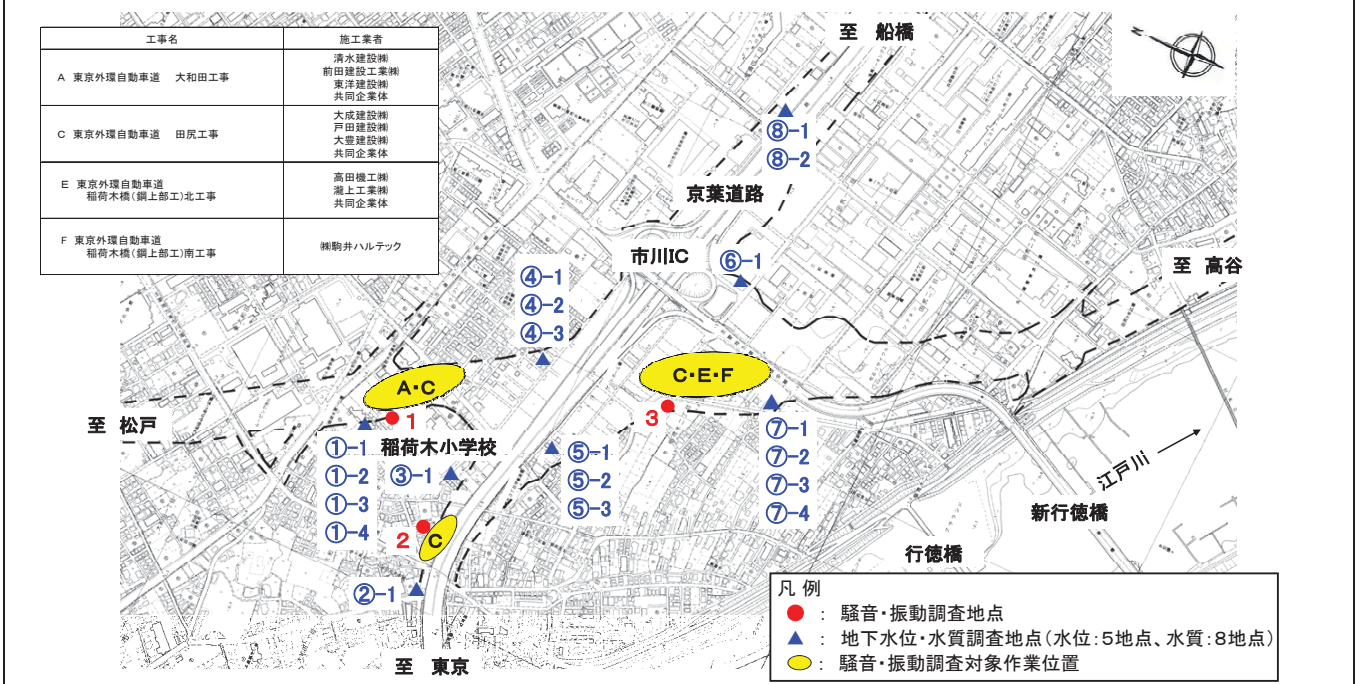 工事名 施工業者
A 東京外環自動車道 大和田工事
清水建設㈱
前田建設工業㈱
東洋建設㈱
共同企業体
C 東京外環自動車道 田尻工事
大成建設㈱
戸田建設㈱
大豊建設㈱
共同企業体
E 東京外環自動車道
稲荷木橋(鋼上部工)北工事
高田機工㈱
瀧上工業㈱
共同企業体
F 東京外環自動車道
稲荷木橋(鋼上部工)南工事
㈱駒井ハルテック
至 船橋
⑧-1
⑧-2
京葉道路
市川IC
⑥-1
至 高谷
④-1
④-2
④-3
A・C
C・E・F
至 松戸
1
3
稲荷木小学校
①-1
①-2
①-3
①-4
③-1
⑤-1
⑤-2
⑤-3
⑦-1
⑦-2
⑦-3
⑦-4
江戸川
新行徳橋
行徳橋
2
C
②-1
至 東京
凡 例
: 騒音・振動調査地点
: 地下水位・水質調査地点(水位:5地点、水質:8地点)
: 騒音・振動調査対象作業位置